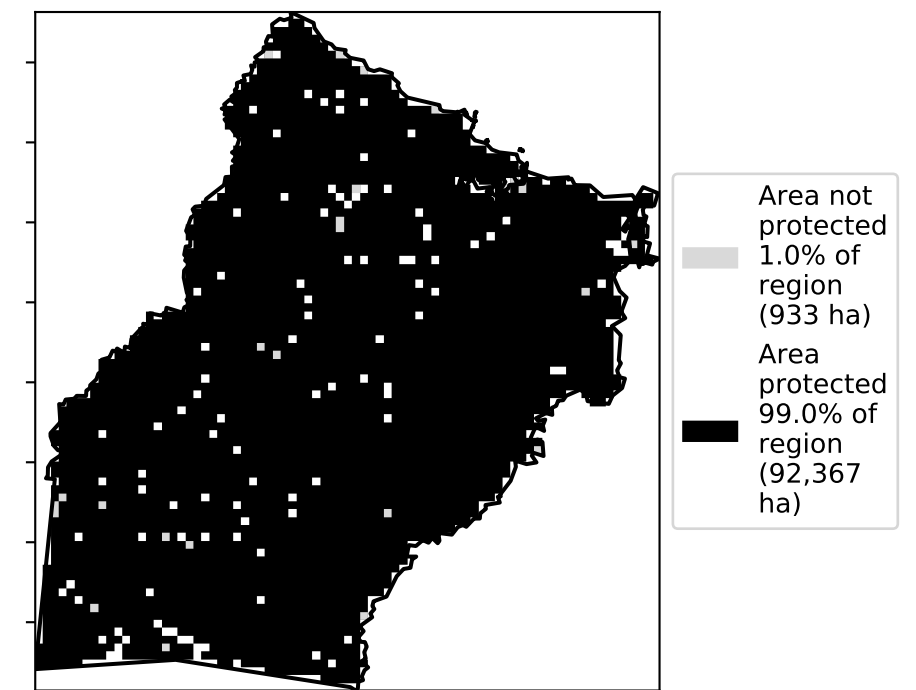 Area not
protected
1.0% of
region
(933 ha)
Area
protected
99.0% of
region
(92,367
ha)